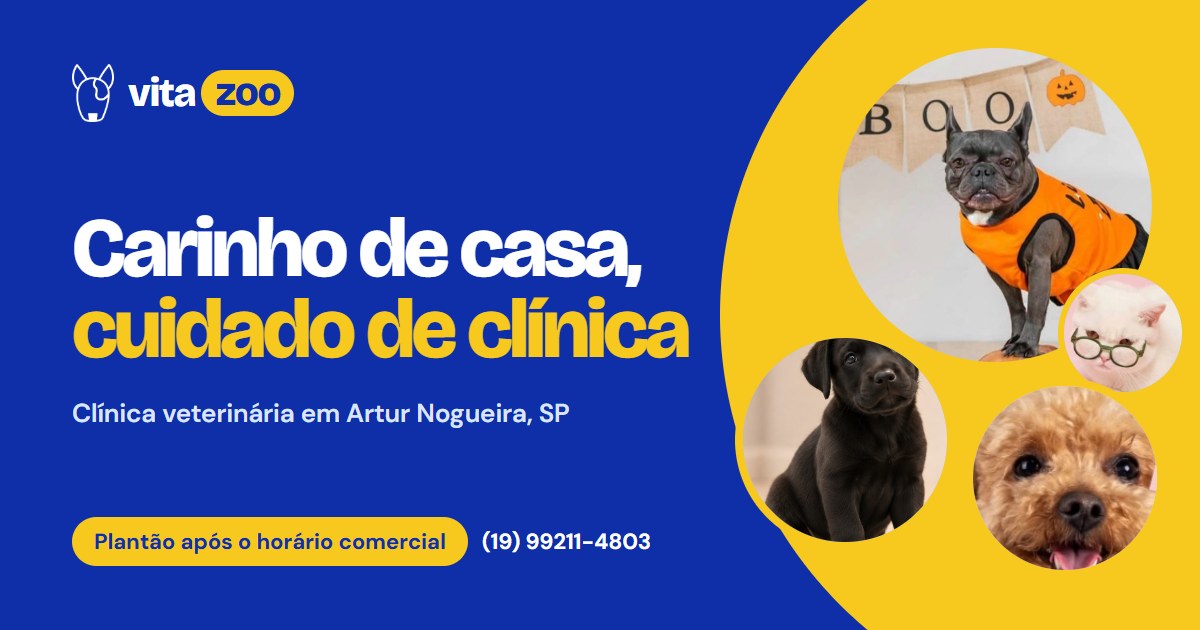 vita zoo
Carinho de casa,
cuidado de clínica
Clínica veterinária em Artur Nogueira, SP
Plantão após o horário comercial (19) 99211-4803
BOO